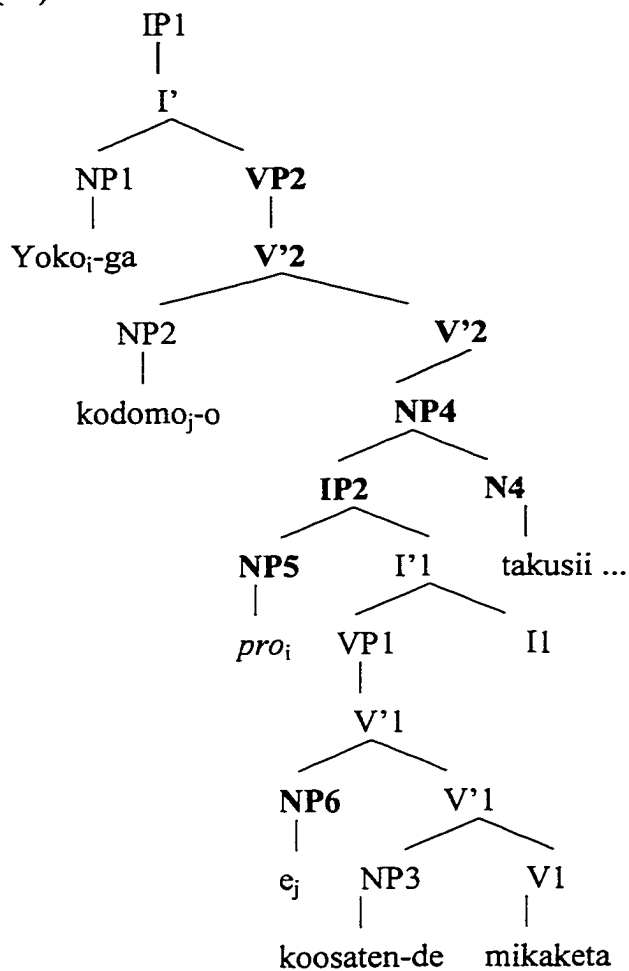 IP1
I'
NP1 VP2
Yokoi-ga V'2
NP2 V'2
kodomoj-o NP4
IP2 N4
NP5 I'1 takusii ...
proi VP1 I1
V'1
NP6 V'1
ej NP3 V1
koosaten-de mikaketa